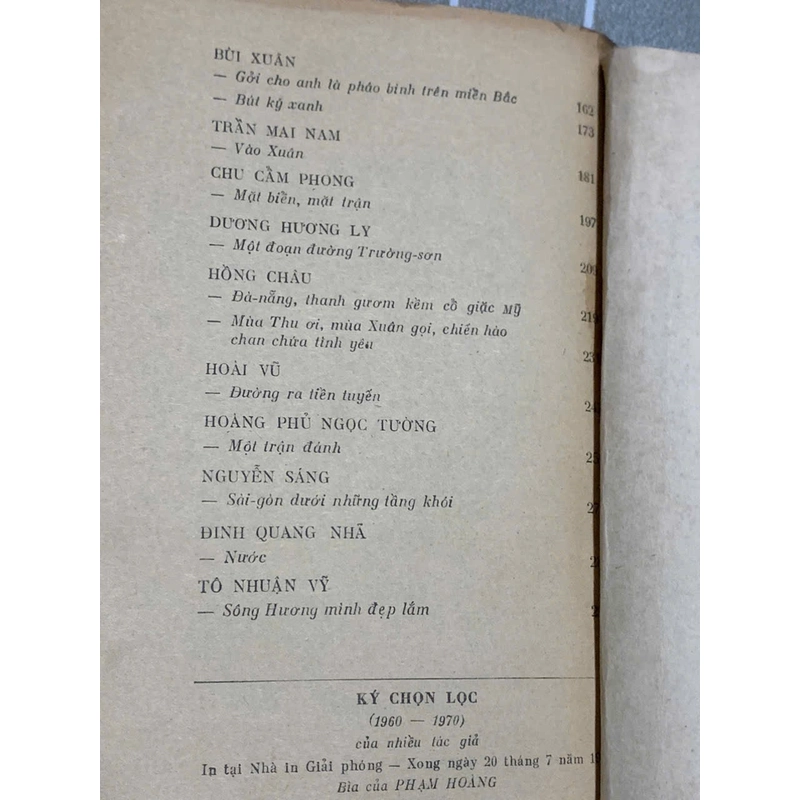 BÙI XUÂN
— Gởi cho anh là pháo binh trên miền Bắc 162
— Bút ký xanh 173
TRẦN MAI NAM
— Vào Xuân 181
CHU CẨM PHONG
— Mặt biển, mặt trận 197
DƯƠNG HƯƠNG LY
— Một đoạn đường Trường-sơn
HỒNG CHÂU
— Đà-nẵng, thanh gươm kèm cổ giặc Mỹ 219
— Mùa Thu ơi, mùa Xuân gọi, chiến hào
chan chứa tình yêu
HOÀI VŨ
— Đường ra tiền tuyến
HOÀNG PHỦ NGỌC TƯỜNG
— Một trận đánh
NGUYỄN SÁNG
— Sài-gòn dưới những tầng khói
ĐINH QUANG NHÃ
— Nước
TÔ NHUẬN VỸ
— Sông Hương mình đẹp lắm
KÝ CHỌN LỌC
(1960 — 1970)
của nhiều tác giả
In tại Nhà in Giải phóng — Xong ngày 20 tháng 7 năm
Bìa của PHẠM HOÀNG